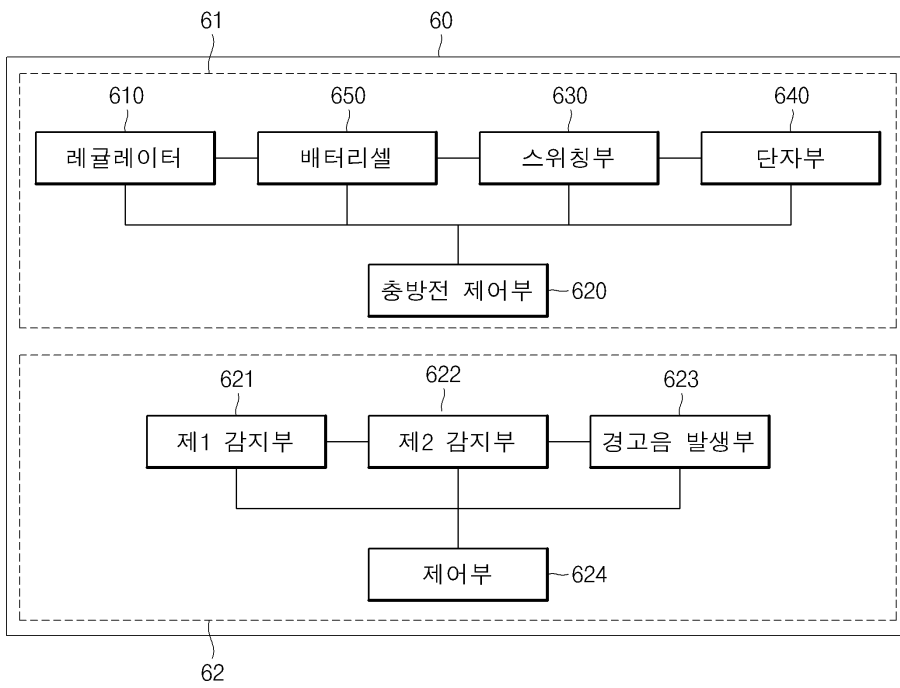 61
60
610
650
630
640
레귤레이터
배터리셀
스위칭부
단자부
충방전 제어부
620
621
622
623
제1 감지부
제2 감지부
경고음 발생부
제어부
624
62